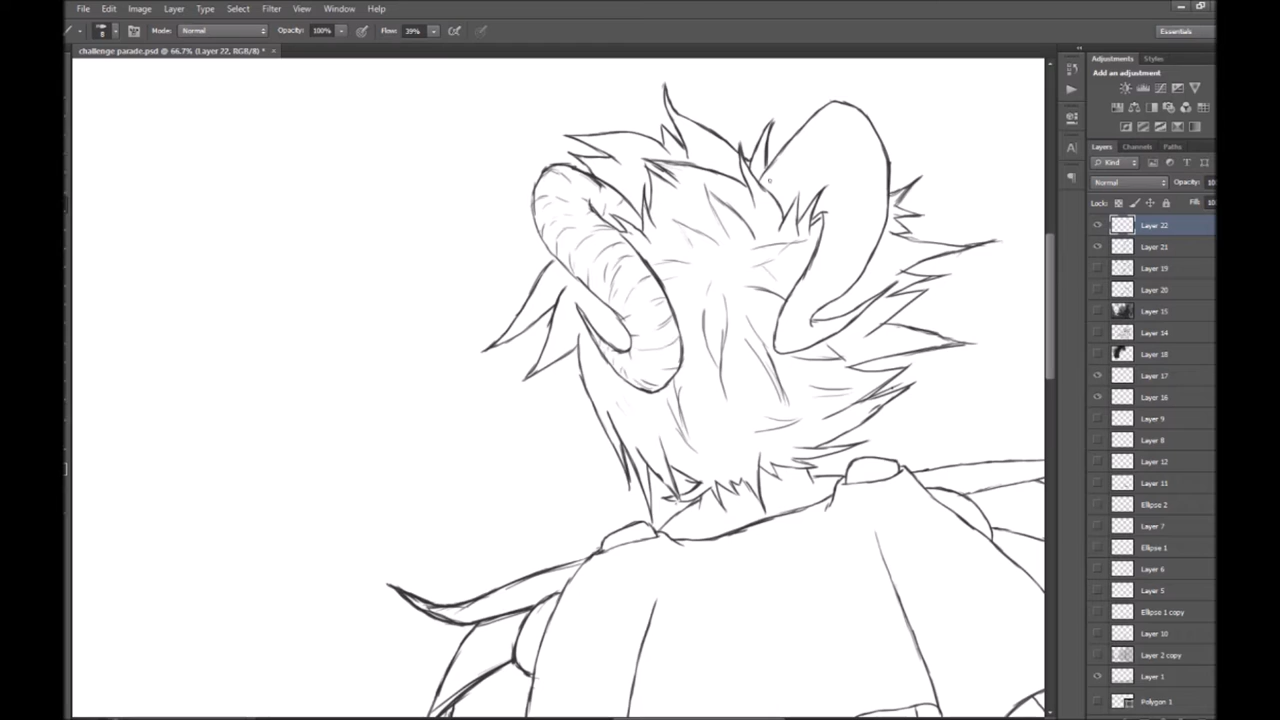 File Edit Image Layer Type Select Filter View Window Help
8 Mode: Normal Opacity: 100% Flow: 39% Essentials
challenge parade.psd @ 66.7% (Layer 22, RGB/8) * ×
Adjustments Styles
Add an adjustment
Layers Channels Paths
Kind
Normal Opacity: 10
Lock: Fill: 10
Layer 22
Layer 21
Layer 19
Layer 20
Layer 15
Layer 14
Layer 18
Layer 17
Layer 16
Layer 9
Layer 8
Layer 12
Layer 11
Ellipse 2
Layer 7
Ellipse 1
Layer 6
Layer 5
Ellipse 1 copy
Layer 10
Layer 2 copy
Layer 1
Polygon 1